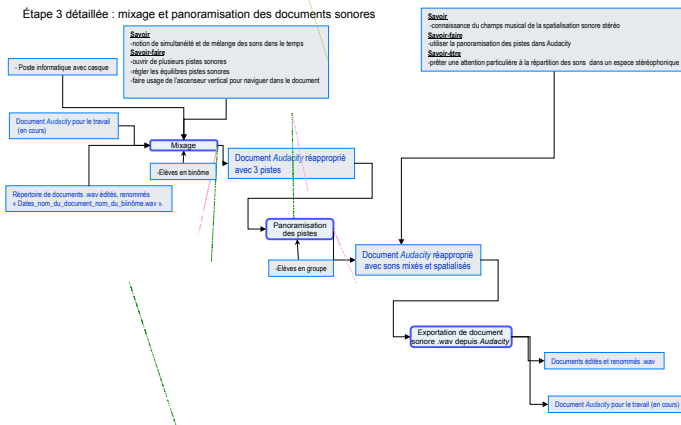 Étape 3 détaillée : mixage et panoramisation des documents sonores
Savoir
-notion de simultanéité et de mélange des sons dans le temps
Savoir-faire
-ouvrir de plusieurs pistes sonores
-régler les équilibres pistes sonores
-faire usage de l'ascenseur vertical pour naviguer dans le document
Savoir
-connaissance du champs musical de la spatialisation sonore stéréo
Savoir-faire
-utiliser la panoramisation des pistes dans Audacity
Savoir-être
-prêter une attention particulière à la répartition des sons dans un espace stéréophonique
- Poste informatique avec casque
Document Audacity pour le travail
(en cours)
Mixage
-Elèves en binôme
Document Audacity réapproprié
avec 3 pistes
Répertoire de documents .wav édités, renommés
« Dates_nom_du_document_nom_du_biinôme.wav ».
Panoramisation
des pistes
-Elèves en groupe
Document Audacity réapproprié
avec sons mixés et spatialisés
Exportation de document
sonore .wav depuis Audacity
Documents édités et renommés .wav
Document Audacity pour le travail (en cours)